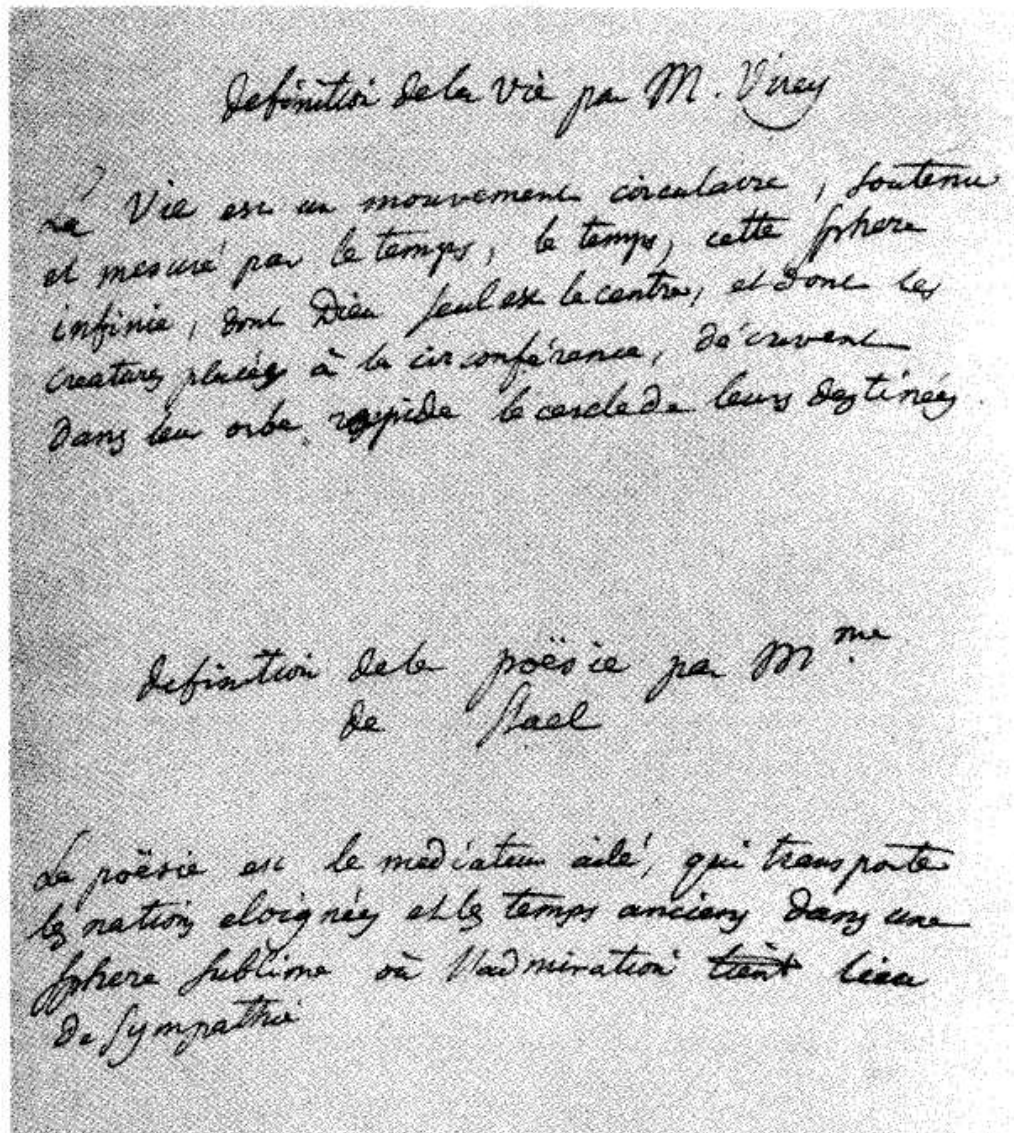 definition de la vie par M. Virey
La Vie est un mouvement circulaire, soutenu
et mesuré par le temps, le temps, cette sphere
infinie, dont Dieu seul est le centre, et dont les
creatures placées à la circonférence, décrivent
dans leur orbe rapide le cercle de leurs destinées.
definition de la poësie par Mme
de Stael
La poësie est le mediateur ailé, qui transporte
les nations eloignées et les temps anciens dans une
sphere sublime où l'admiration tient lieu
de sympathie